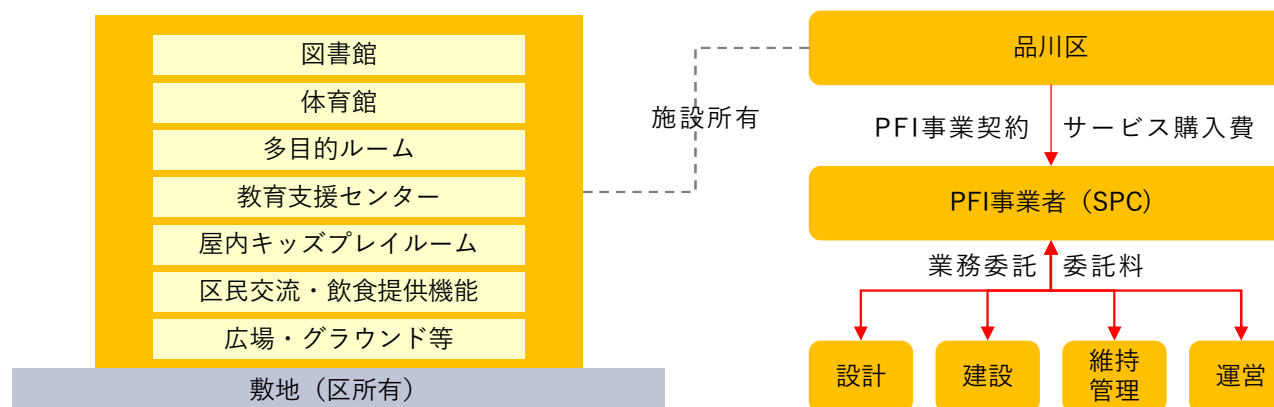 図書館
体育館
多目的ルーム
教育支援センター
屋内キッズプレイルーム
区民交流・飲食提供機能
広場・グラウンド等
敷地（区所有）
施設所有
品川区
PFI事業契約
サービス購入費
PFI事業者（SPC）
業務委託
委託料
設計
建設
維持
管理
運営